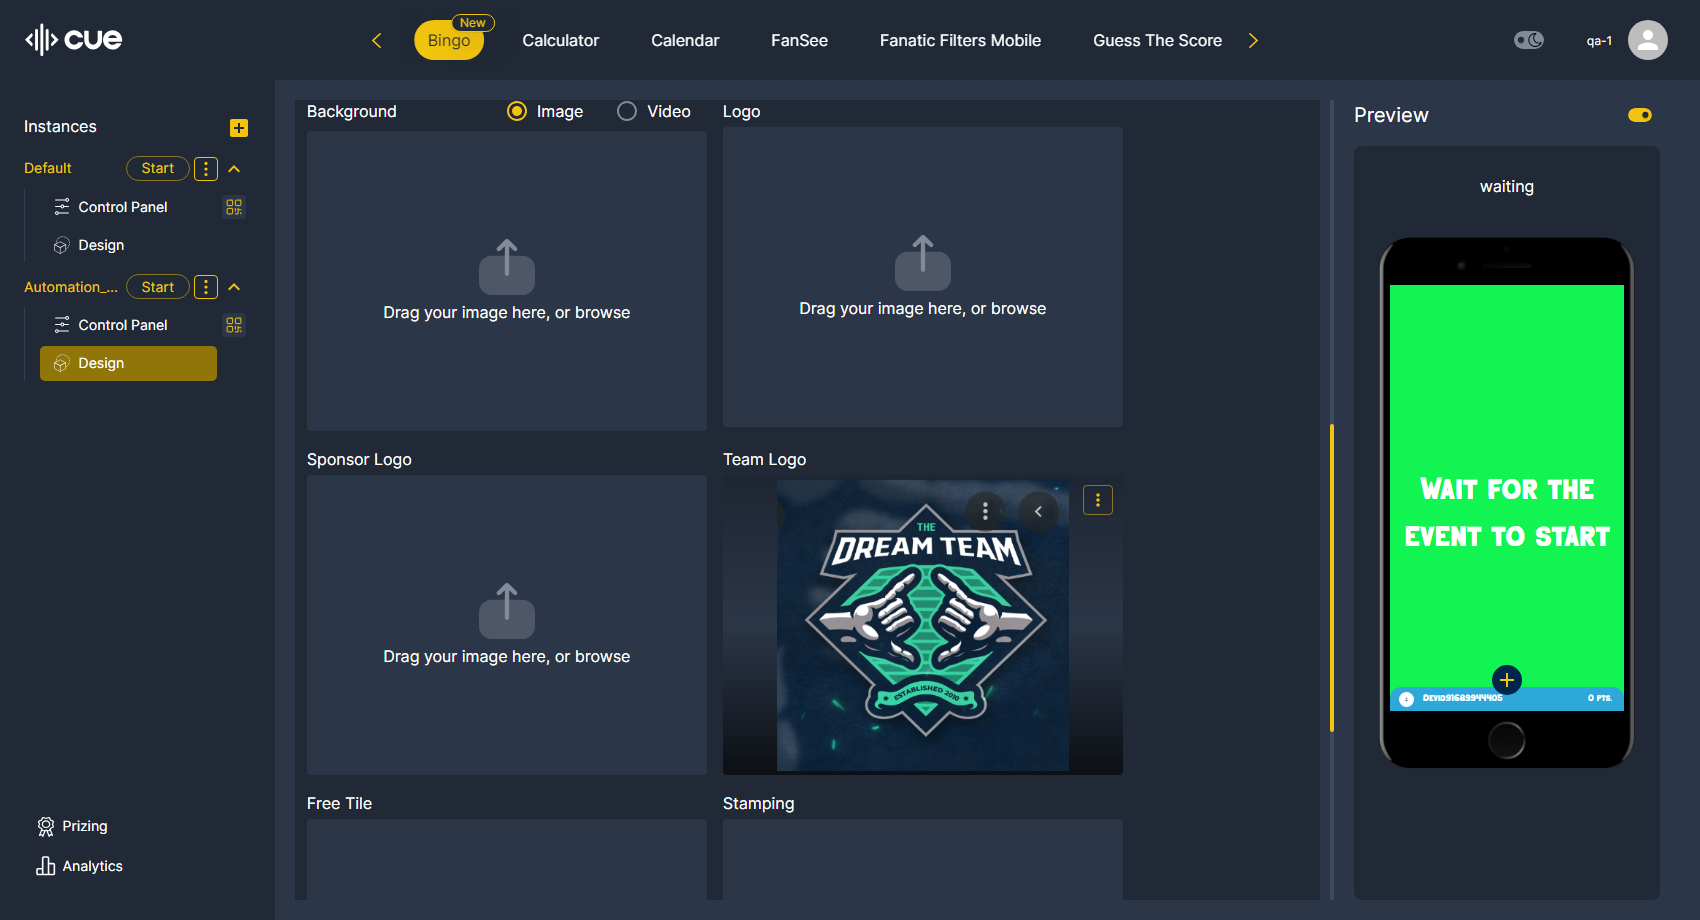 cue
Bingo
New
Calculator
Calendar
FanSee
Fanatic Filters Mobile
Guess The Score
qa-1
Instances
Default
Start
Control Panel
Design
Automation_...
Start
Control Panel
Design
Prizing
Analytics
Background
Image
Video
Logo
Drag your image here, or browse
Drag your image here, or browse
Sponsor Logo
Team Logo
Drag your image here, or browse
THE
DREAM TEAM
ESTABLISHED 2010
Free Tile
Stamping
Preview
waiting
WAIT FOR THE
EVENT TO START
0 PTS.